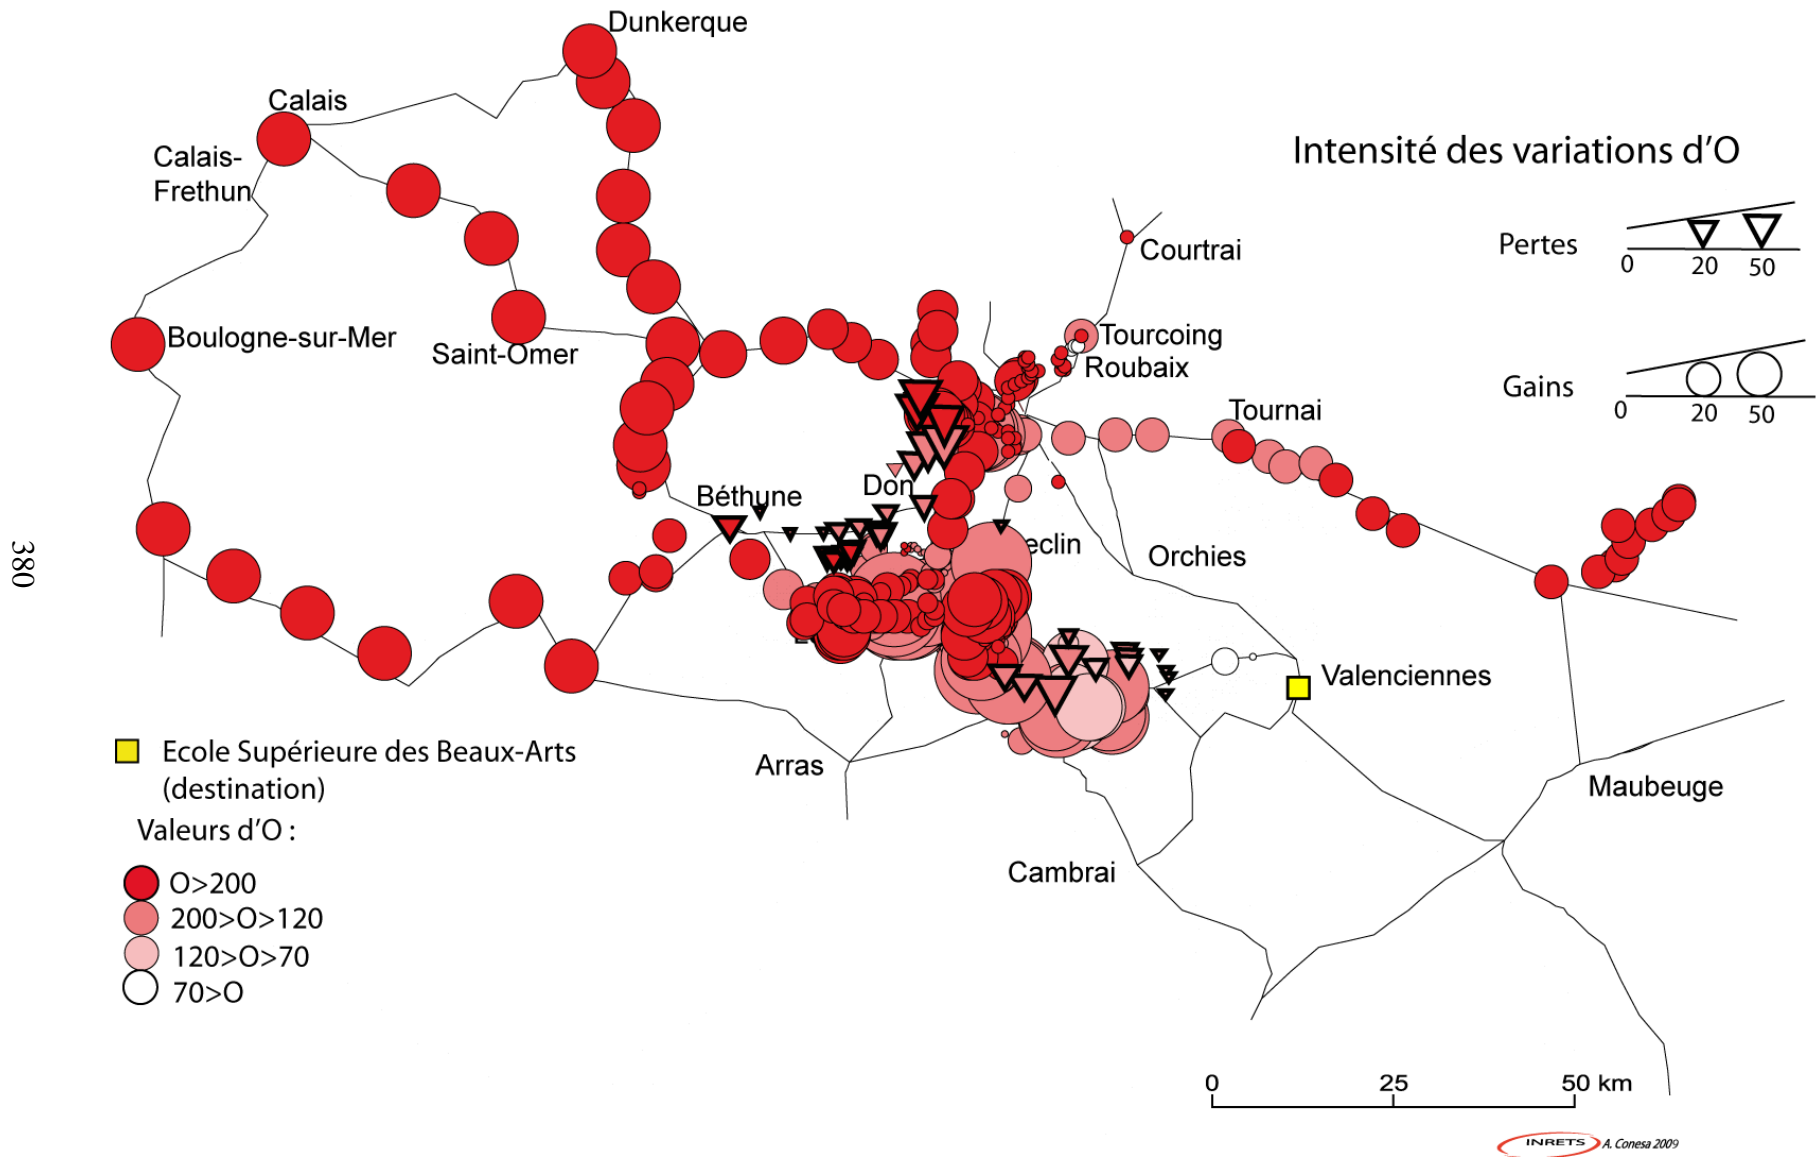 Dunkerque
Calais
Calais-
Frethun
Intensité des variations d'O
Courtrai
Pertes
0
20
50
Boulogne-sur-Mer
Saint-Omer
Tourcoing
Roubaix
Gains
0
20
50
Tournai
Béthune
Don
eclin
Orchies
380
Valenciennes
Ecole Supérieure des Beaux-Arts
(destination)
Arras
Maubeuge
Valeurs d'O :
Cambrai
O>200
200>O>120
120>O>70
70>O
0
25
50 km
INRETS
A. Conesa 2009